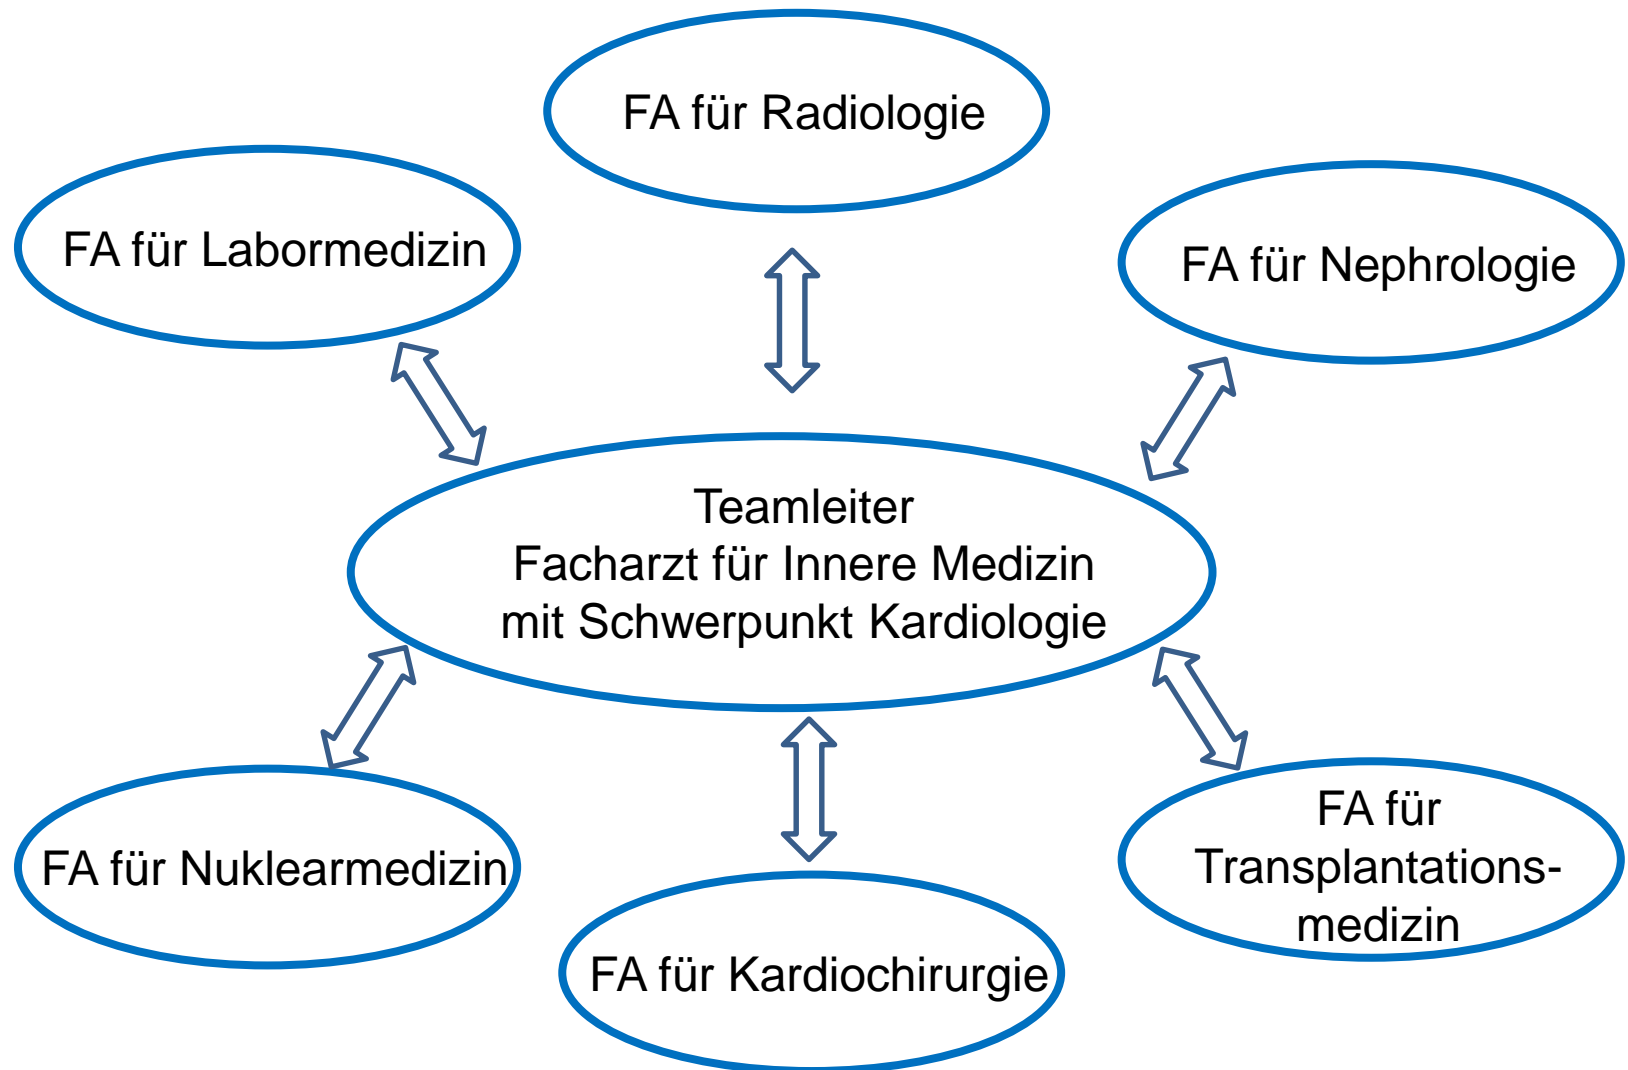 FA für Radiologie
FA für Labormedizin
FA für Nephrologie
Teamleiter
Facharzt für Innere Medizin
mit Schwerpunkt Kardiologie
FA für Nuklearmedizin
FA für
Transplantations-
medizin
FA für Kardiochirurgie